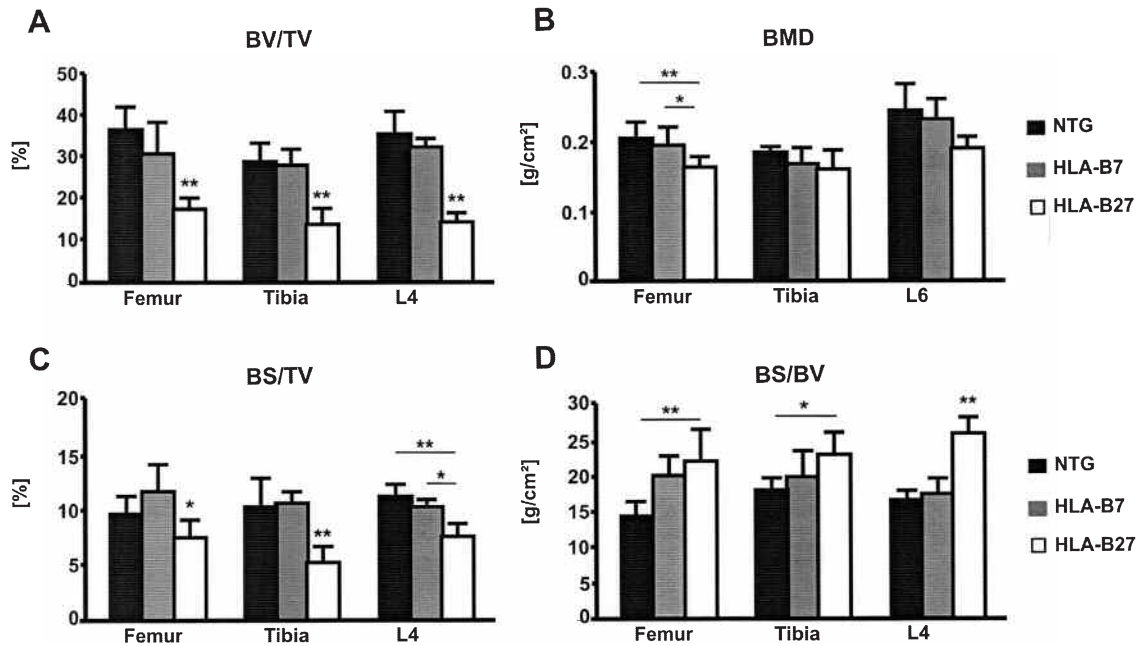 A
BV/TV
[%]
50
40
30
20
10
0
**
**
**
Femur Tibia L4
B
BMD
[g/cm²]
0.3
0.2
0.1
0
**
*
Femur Tibia L6
NTG
HLA-B7
HLA-B27
C
BS/TV
[%]
20
15
10
5
0
*
**
**
*
Femur Tibia L4
D
BS/BV
[g/cm²]
30
25
20
15
10
5
0
**
*
**
Femur Tibia L4
NTG
HLA-B7
HLA-B27